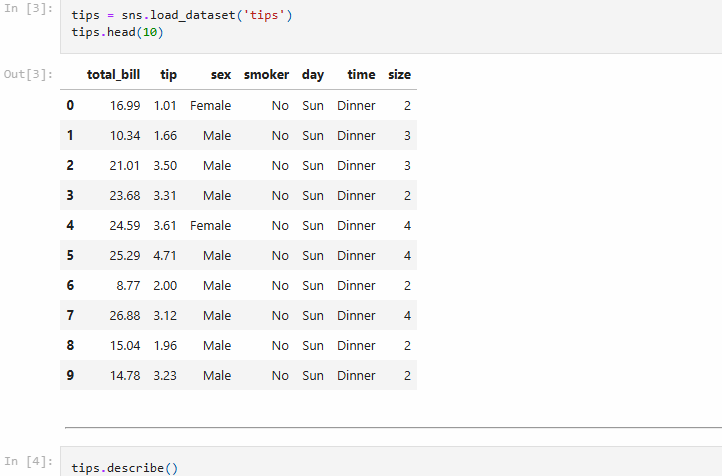 In [3]: tips = sns.load_dataset('tips')
tips.head(10)
Out[3]: total_bill tip sex smoker day time size
0 16.99 1.01 Female No Sun Dinner 2
1 10.34 1.66 Male No Sun Dinner 3
2 21.01 3.50 Male No Sun Dinner 3
3 23.68 3.31 Male No Sun Dinner 2
4 24.59 3.61 Female No Sun Dinner 4
5 25.29 4.71 Male No Sun Dinner 4
6 8.77 2.00 Male No Sun Dinner 2
7 26.88 3.12 Male No Sun Dinner 4
8 15.04 1.96 Male No Sun Dinner 2
9 14.78 3.23 Male No Sun Dinner 2
In [4]: tips.describe()